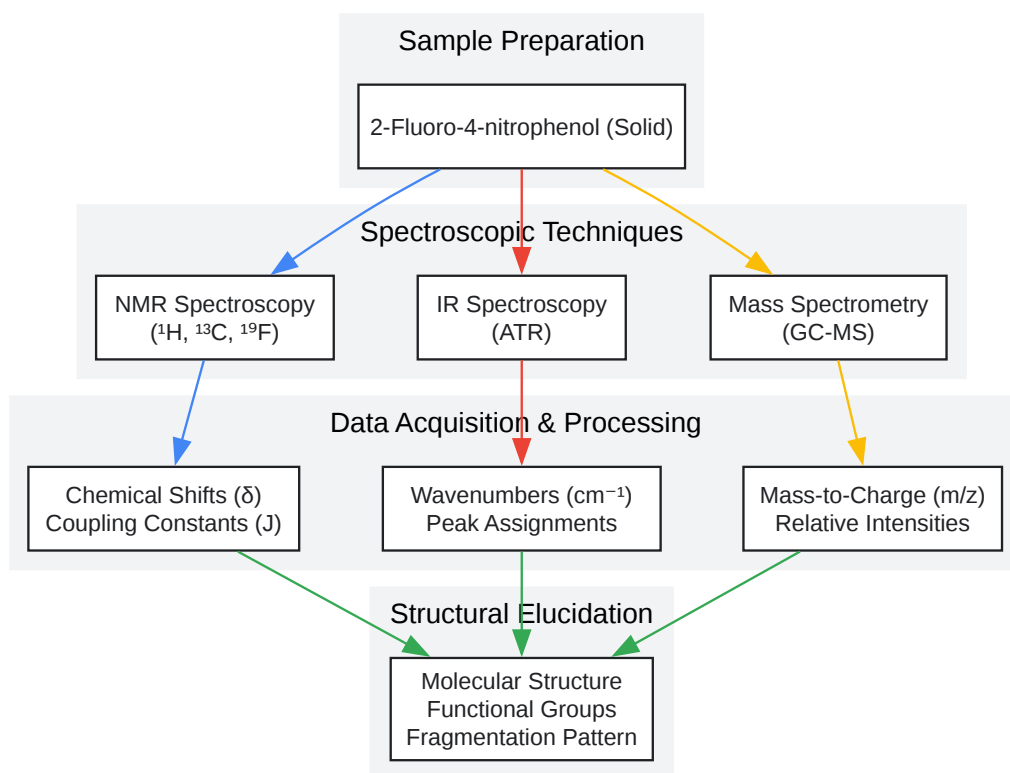 Sample Preparation
2-Fluoro-4-nitrophenol (Solid)
Spectroscopic Techniques
NMR Spectroscopy
(¹H, ¹³C, ¹⁹F)
IR Spectroscopy
(ATR)
Mass Spectrometry
(GC-MS)
Data Acquisition & Processing
Chemical Shifts (δ)
Coupling Constants (J)
Wavenumbers (cm⁻¹)
Peak Assignments
Mass-to-Charge (m/z)
Relative Intensities
Structural Elucidation
Molecular Structure
Functional Groups
Fragmentation Pattern